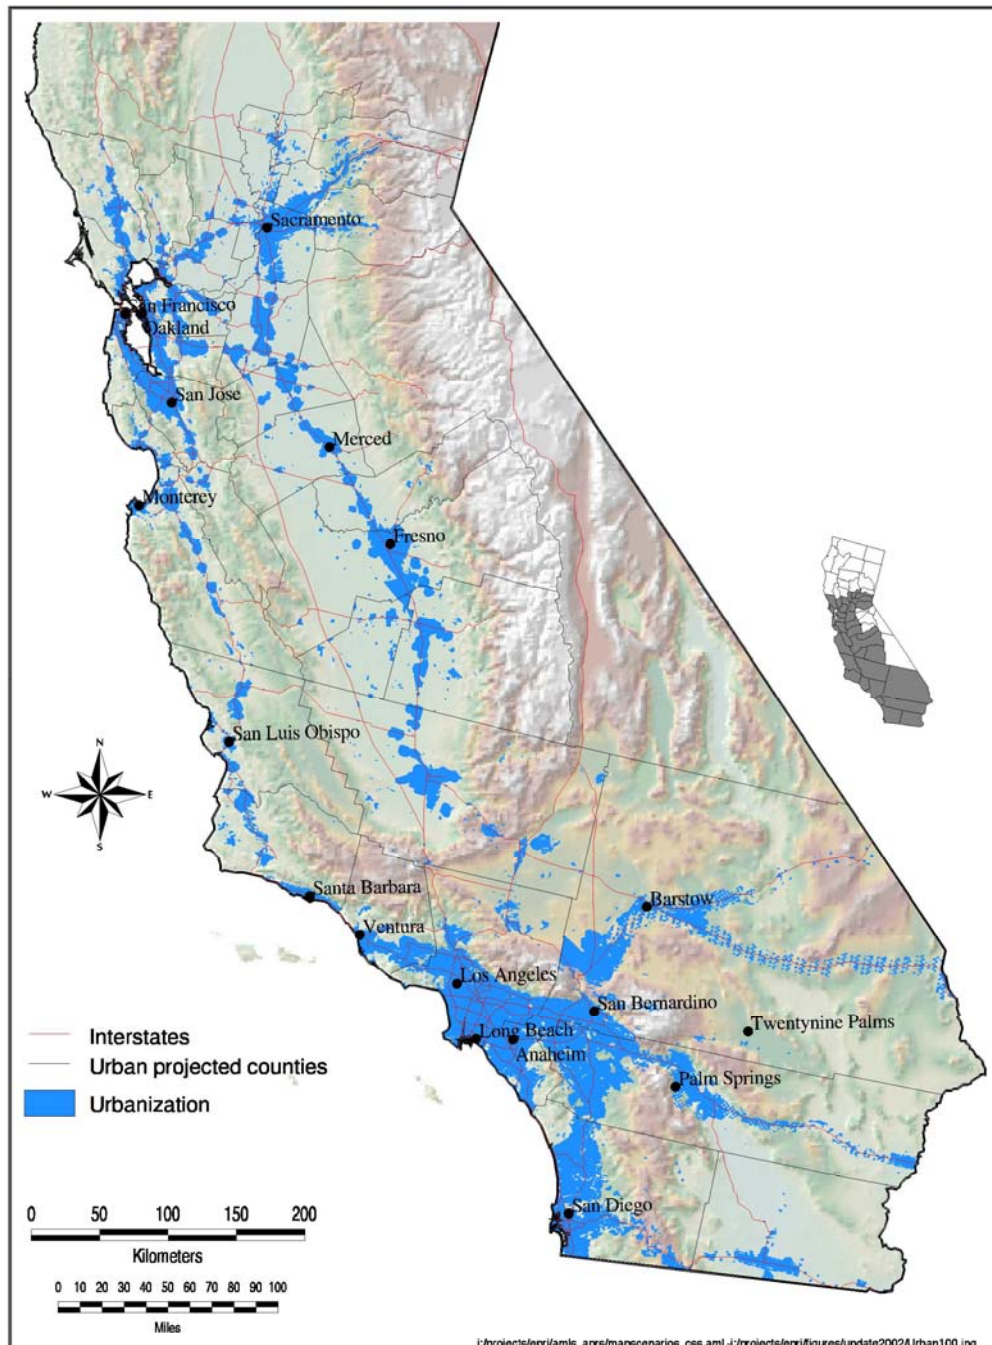 Sacramento
San Francisco
Oakland
San Jose
Merced
Monterey
Fresno
San Luis Obispo
N
W E
S
Santa Barbara
Barstow
Ventura
Los Angeles
San Bernardino
Twentynine Palms
Long Beach
Anaheim
Palm Springs
San Diego
Interstates
Urban projected counties
Urbanization
0 50 100 150 200
Kilometers
0 10 20 30 40 50 60 70 80 90 100
Miles